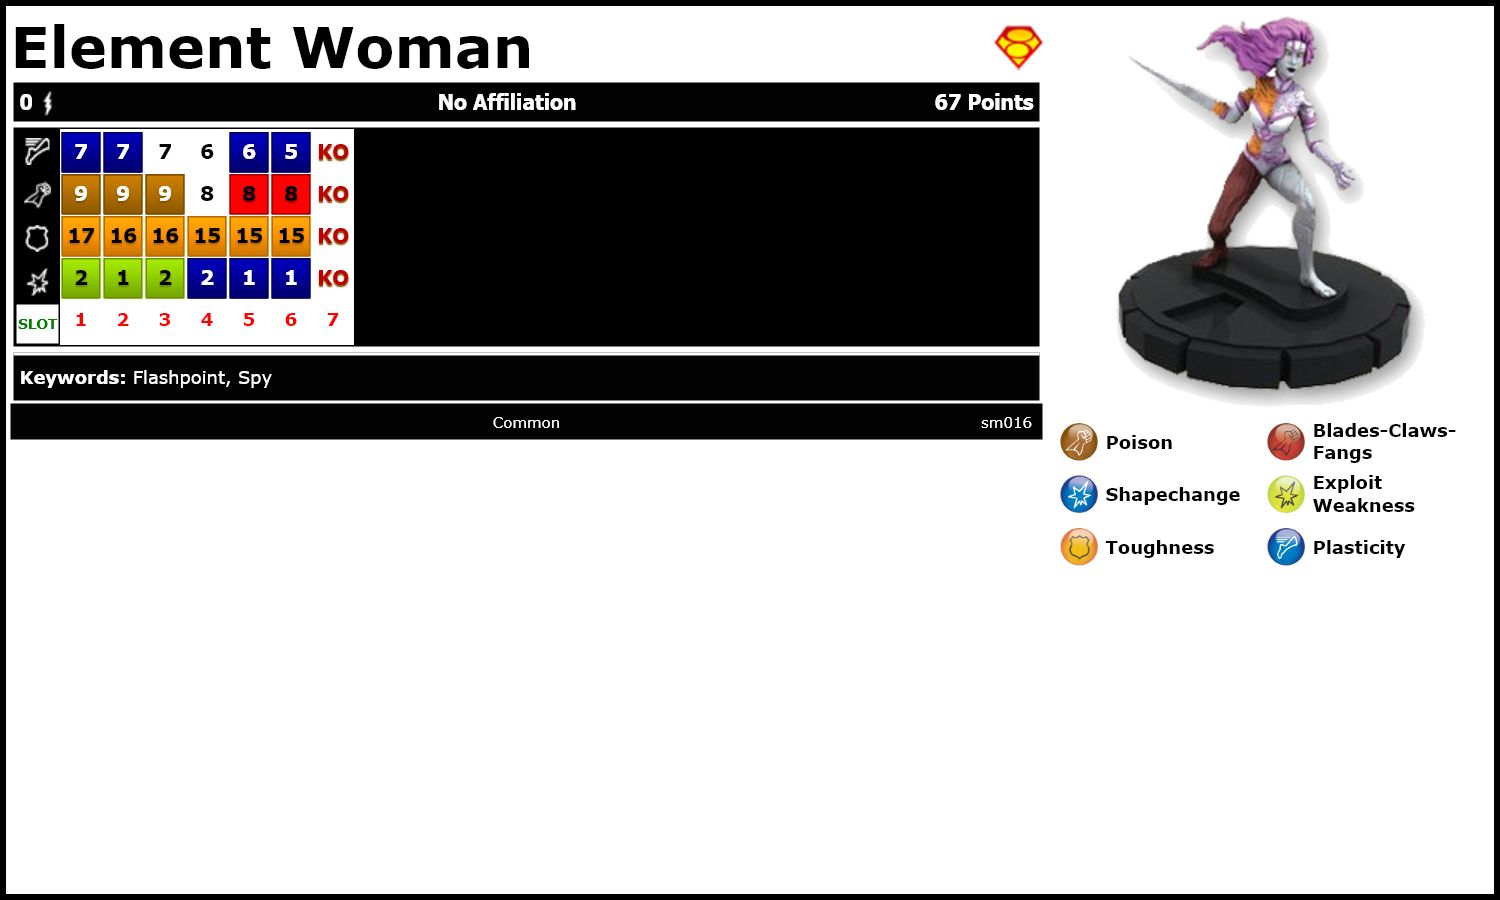 Element Woman
0 No Affiliation 67 Points
7 7 7 6 6 5 KO
9 9 9 8 8 8 KO
17 16 16 15 15 15 KO
2 1 2 2 1 1 KO
SLOT 1 2 3 4 5 6 7
Keywords: Flashpoint, Spy
Common sm016
Poison
Blades-Claws-
Fangs
Shapechange
Exploit
Weakness
Toughness
Plasticity